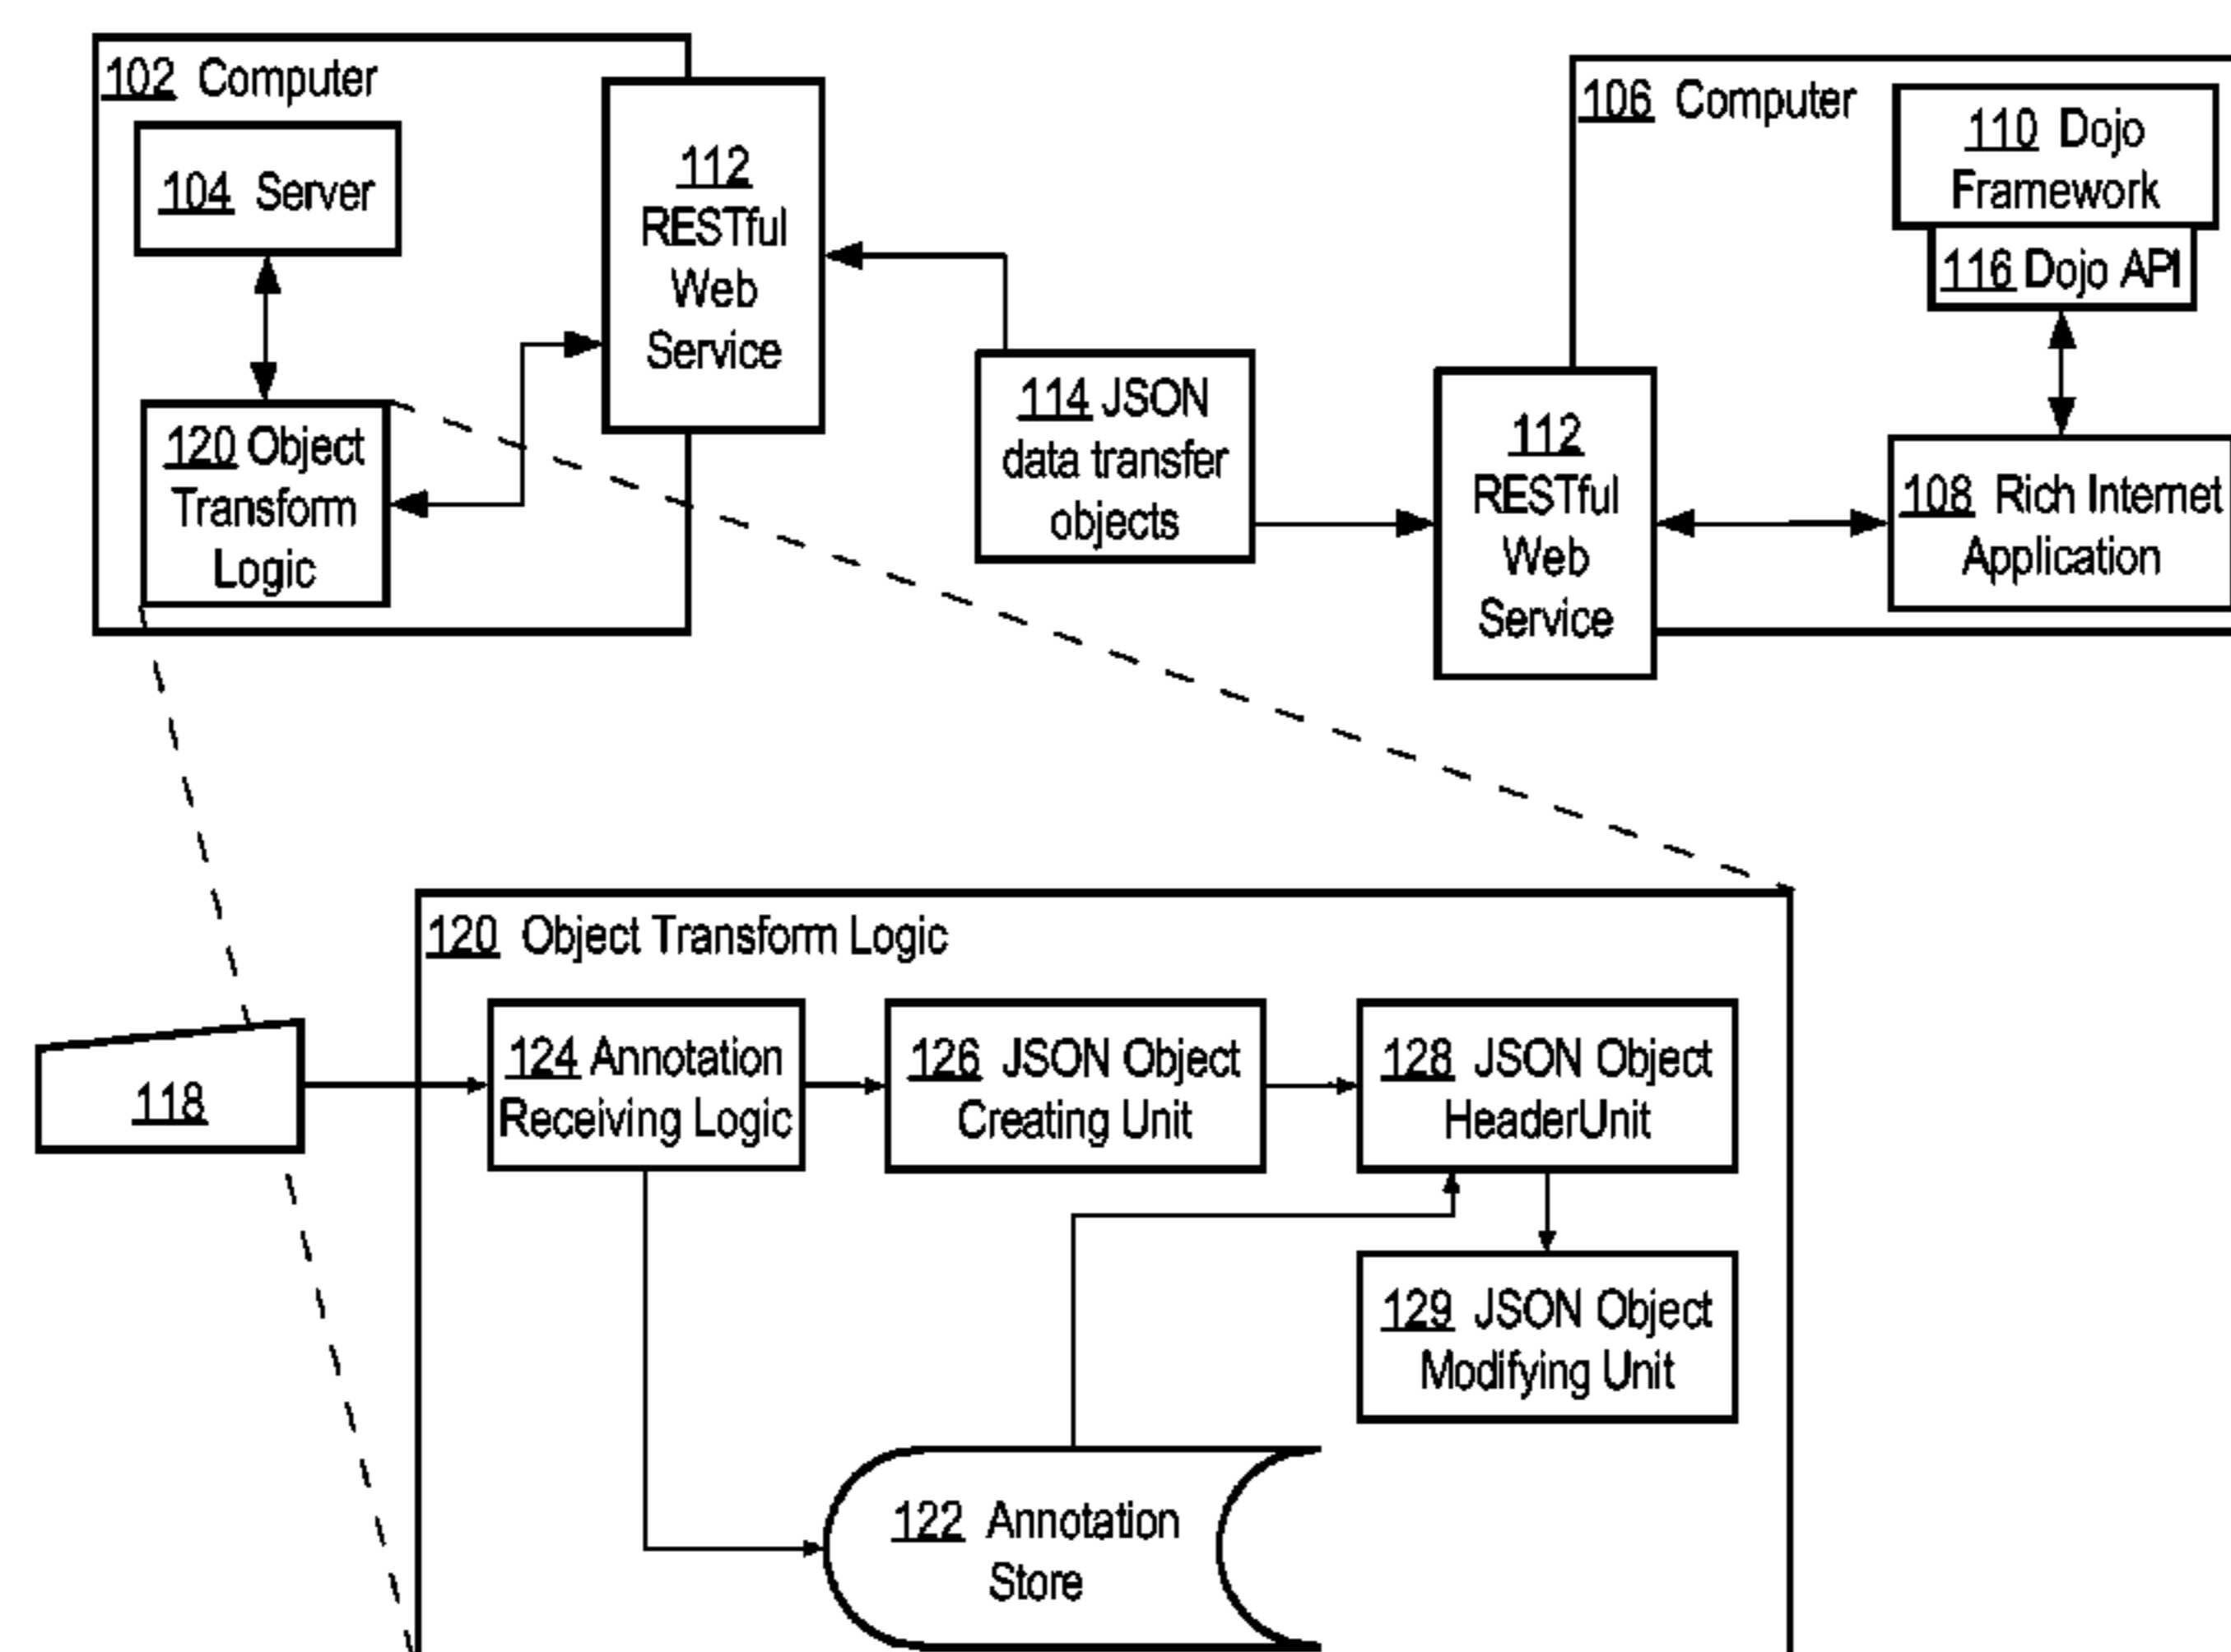 102 Computer
104 Server
120 Object
Transform
Logic
112
RESTful
Web
Service
114 JSON
data transfer
objects
106 Computer
110 Dojo
Framework
116 Dojo API
112
RESTful
Web
Service
108 Rich Internet
Application
120 Object Transform Logic
118
124 Annotation
Receiving Logic
126 JSON Object
Creating Unit
128 JSON Object
HeaderUnit
129 JSON Object
Modifying Unit
122 Annotation
Store